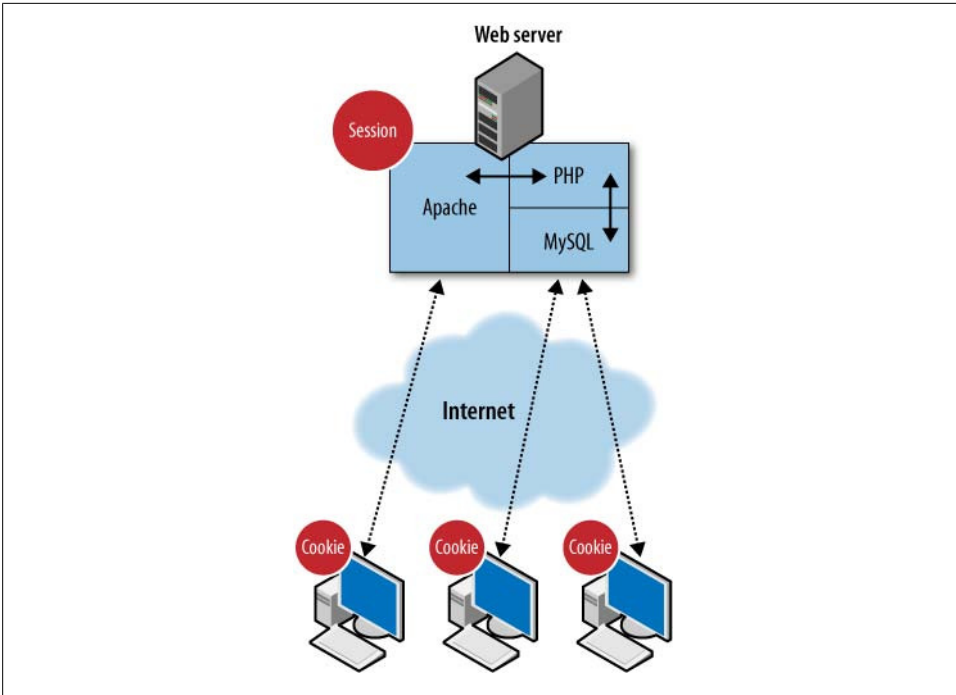 Web server
Session
PHP
Apache
MySQL
Internet
Cookie
Cookie
Cookie